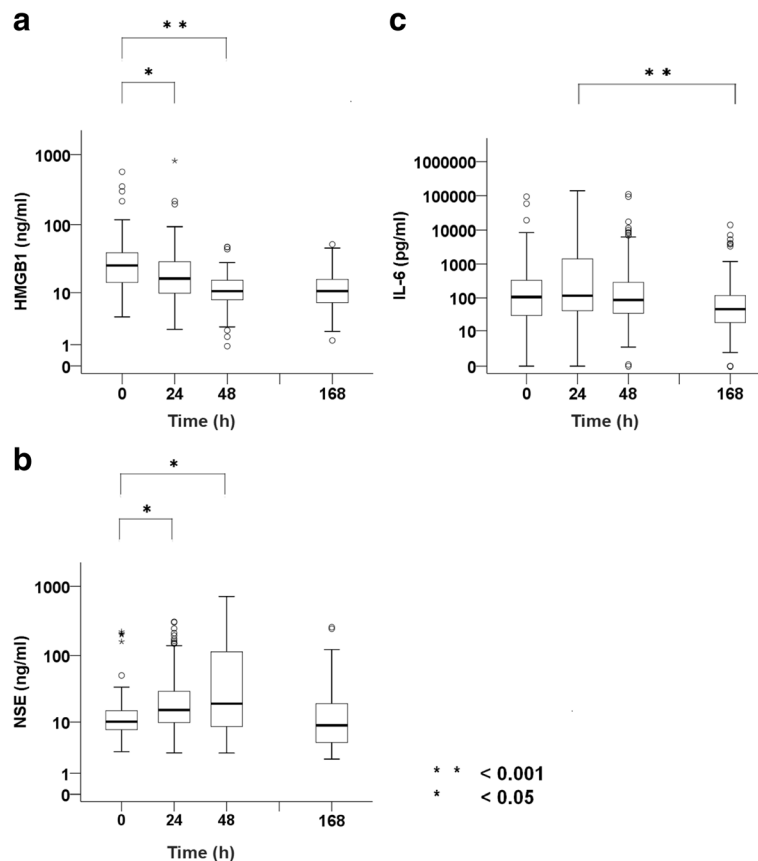 a
* *
*
1000
100
10
1
0
HMGB1 (ng/ml)
*
0 24 48 168
Time (h)
c
* *
1000000
100000
10000
1000
100
10
0
IL-6 (pg/ml)
0 24 48 168
Time (h)
b
*
*
1000
100
10
1
0
NSE (ng/ml)
*
*
0 24 48 168
Time (h)
* * < 0.001
* < 0.05